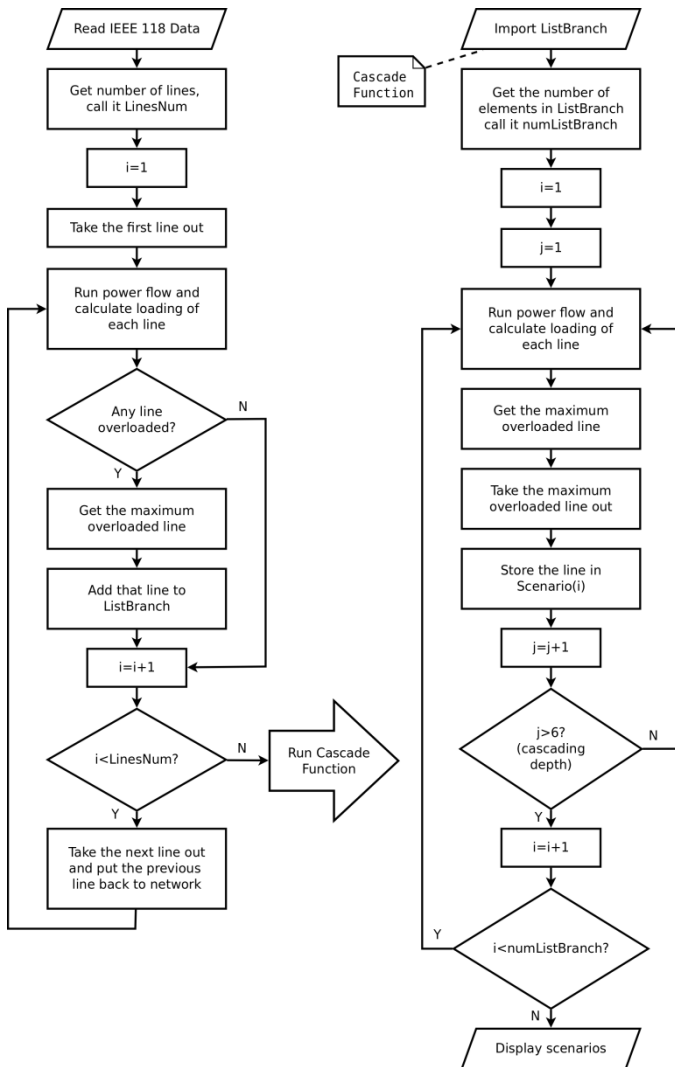 Read IEEE 118 Data
Get number of lines,
call it LinesNum
i=1
Take the first line out
Run power flow and
calculate loading of
each line
Any line
overloaded?
N
Y
Get the maximum
overloaded line
Add that line to
ListBranch
i=i+1
i<LinesNum?
N
Y
Take the next line out
and put the previous
line back to network
Run Cascade
Function
Cascade
Function
Import ListBranch
Get the number of
elements in ListBranch
call it numListBranch
i=1
j=1
Run power flow and
calculate loading of
each line
Get the maximum
overloaded line
Take the maximum
overloaded line out
Store the line in
Scenario(i)
j=j+1
j>6?
(cascading
depth)
N
Y
i=i+1
i<numListBranch?
Y
N
Display scenarios